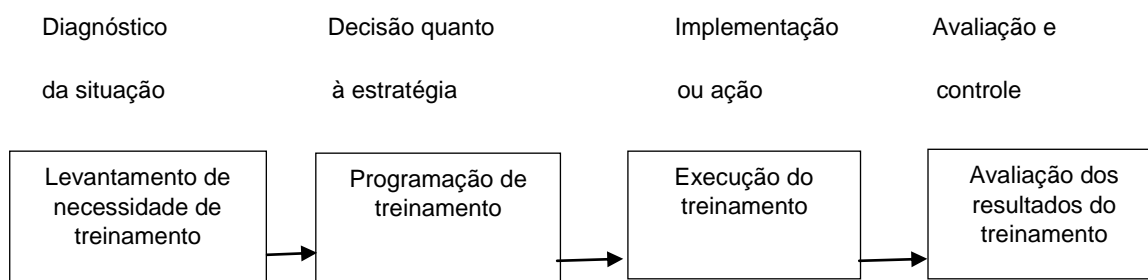 Diagnóstico
da situação
Decisão quanto
à estratégia
Implementação
ou ação
Avaliação e
controle
Levantamento de
necessidade de
treinamento
Programação de
treinamento
Execução do
treinamento
Avaliação dos
resultados do
treinamento